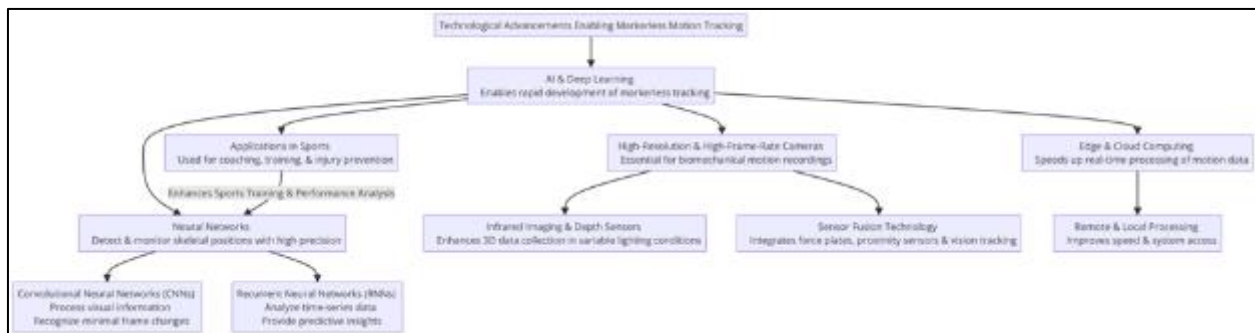 Technological Advancements Enabling Markerless Motion Tracking
AI & Deep Learning
Enables rapid development of markerless tracking
Applications in Sports
Used for coaching, training, & injury prevention
High-Resolution & High-Frame-Rate Cameras
Essential for biomechanical motion recordings
Edge & Cloud Computing
Speeds up real-time processing of motion data
Enhances Sports Training & Performance Analysis
Neural Networks
Detect & monitor skeletal positions with high precision
Infrared Imaging & Depth Sensors
Enhances 3D data collection in variable lighting conditions
Sensor Fusion Technology
Integrates force plates, proximity sensors & vision tracking
Remote & Local Processing
Improves speed & system access
Convolutional Neural Networks (CNNs)
Process visual information
Recognize minimal frame changes
Recurrent Neural Networks (RNNs)
Analyze time-series data
Provide predictive insights